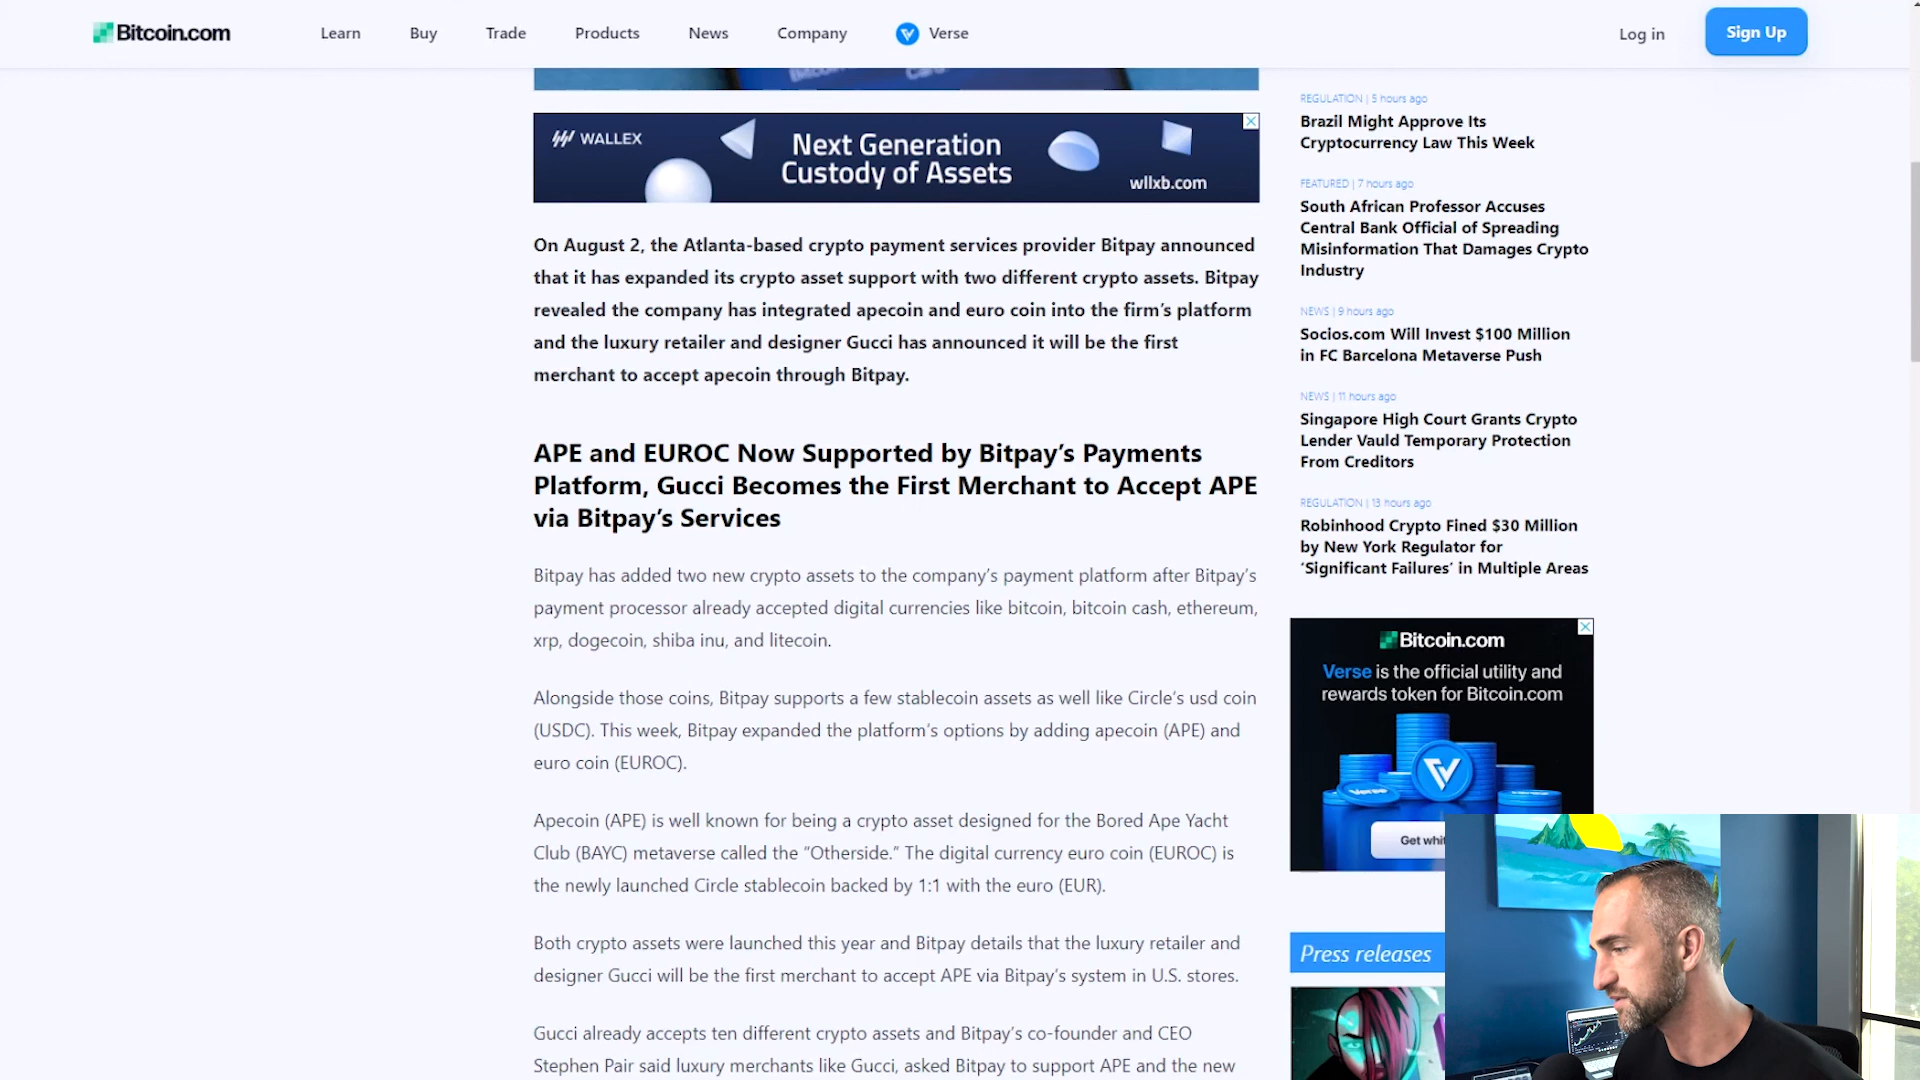 Bitcoin.com
Learn
Buy
Trade
Products
News
Company
Verse
Log in
Sign Up
WALLEX
Next Generation
Custody of Assets
wllxb.com
On August 2, the Atlanta-based crypto payment services provider Bitpay announced
that it has expanded its crypto asset support with two different crypto assets. Bitpay
revealed the company has integrated apecoin and euro coin into the firm's platform
and the luxury retailer and designer Gucci has announced it will be the first
merchant to accept apecoin through Bitpay.
APE and EUROC Now Supported by Bitpay's Payments
Platform, Gucci Becomes the First Merchant to Accept APE
via Bitpay's Services
Bitpay has added two new crypto assets to the company's payment platform after Bitpay's
payment processor already accepted digital currencies like bitcoin, bitcoin cash, ethereum,
xrp, dogecoin, shiba inu, and litecoin.
Alongside those coins, Bitpay supports a few stablecoin assets as well like Circle's usd coin
(USDC). This week, Bitpay expanded the platform's options by adding apecoin (APE) and
euro coin (EUROC).
Apecoin (APE) is well known for being a crypto asset designed for the Bored Ape Yacht
Club (BAYC) metaverse called the “Otherside.” The digital currency euro coin (EUROC) is
the newly launched Circle stablecoin backed by 1:1 with the euro (EUR).
Both crypto assets were launched this year and Bitpay details that the luxury retailer and
designer Gucci will be the first merchant to accept APE via Bitpay's system in U.S. stores.
Gucci already accepts ten different crypto assets and Bitpay's co-founder and CEO
Stephen Pair said luxury merchants like Gucci, asked Bitpay to support APE and the new
REGULATION | 5 hours ago
Brazil Might Approve Its
Cryptocurrency Law This Week
FEATURED | 7 hours ago
South African Professor Accuses
Central Bank Official of Spreading
Misinformation That Damages Crypto
Industry
NEWS | 9 hours ago
Socios.com Will Invest $100 Million
in FC Barcelona Metaverse Push
NEWS | 11 hours ago
Singapore High Court Grants Crypto
Lender Vauld Temporary Protection
From Creditors
REGULATION | 13 hours ago
Robinhood Crypto Fined $30 Million
by New York Regulator for
‘Significant Failures’ in Multiple Areas
Bitcoin.com
Verse is the official utility and
rewards token for Bitcoin.com
Verse
Get whi
Press releases